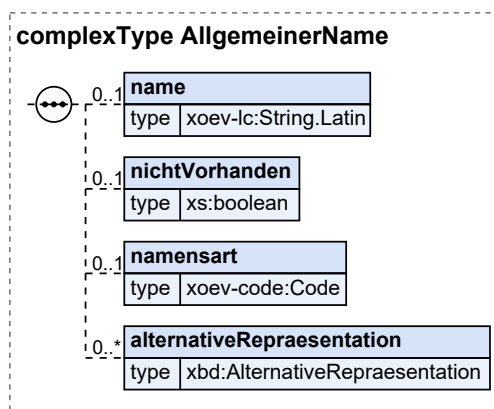 complexType AllgemeinerName
0..1 name
type xoev-lc:String.Latin
0..1 nichtVorhanden
type xs:boolean
0..1 namensart
type xoev-code:Code
0..* alternativeRepraesentation
type xbd:AlternativeRepraesentation